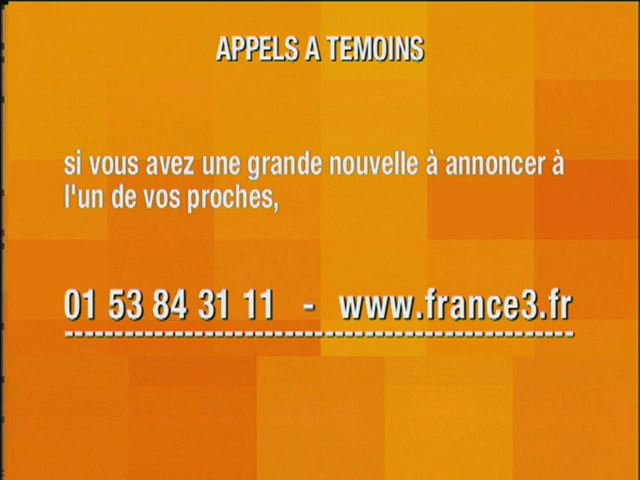 APPELS A TEMOINS
si vous avez une grande nouvelle à annoncer à
l'un de vos proches,
01 53 84 31 11 - www.france3.fr